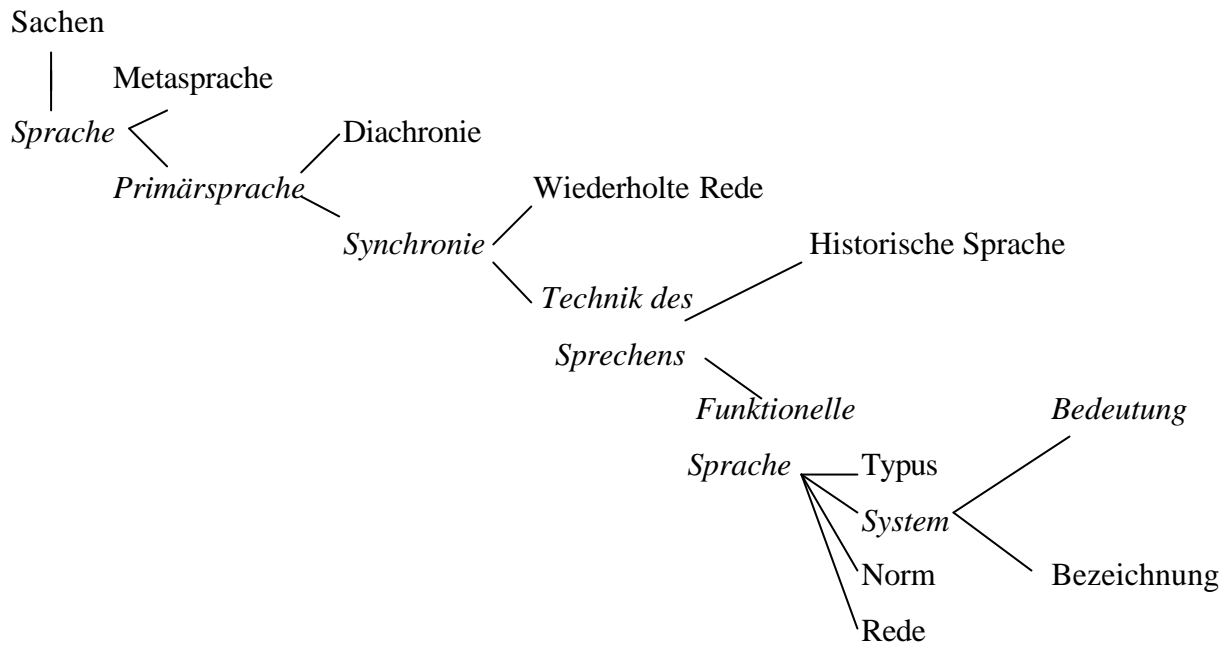 Sachen
Metasprache
Sprache
Diachronie
Primärsprache
Wiederholte Rede
Synchronie
Historische Sprache
Technik des
Sprechens
Funktionelle
Bedeutung
Sprache
Typus
System
Norm
Bezeichnung
Rede